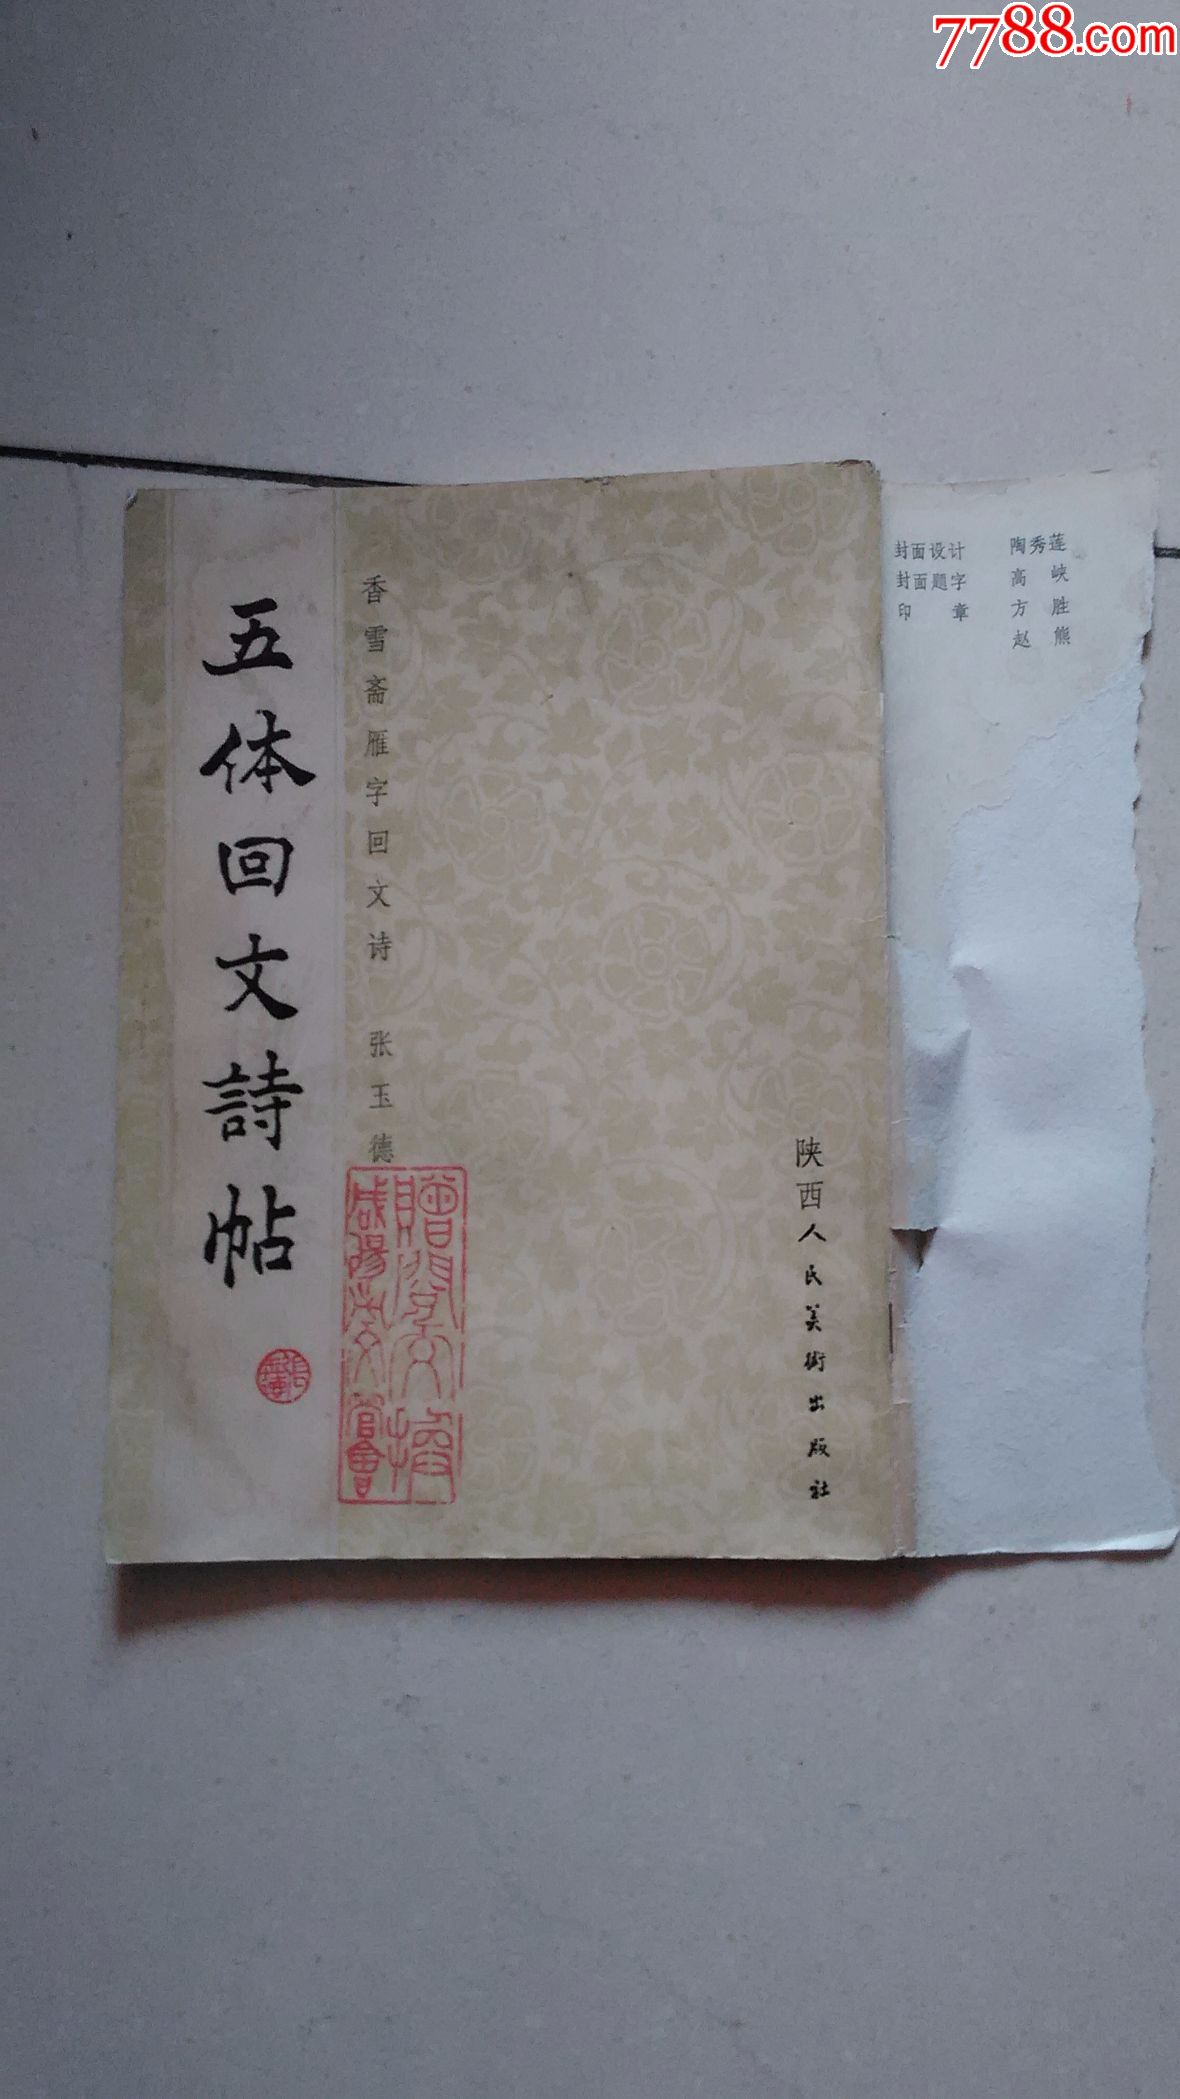 7788.com
五体回文詩帖
香雪斋雁字回文诗 张玉德
陕西人民美術出版社
封面设计 陶秀莲
封面题字 高峡
印章 方胜
赵熊